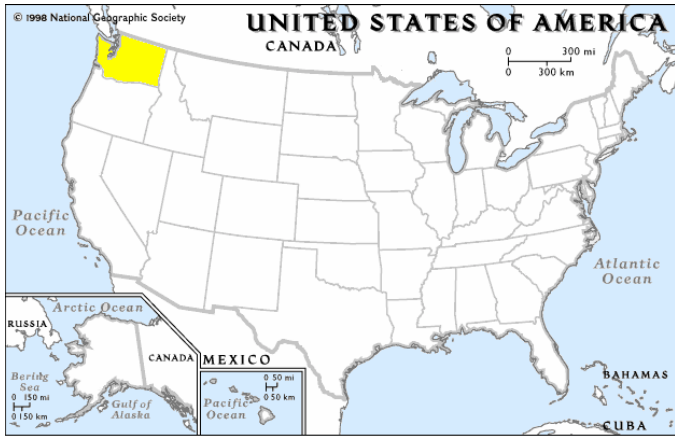 © 1998 National Geographic Society
UNITED STATES OF AMERICA
CANADA
0 300 mi
0 300 km
Pacific
Ocean
Atlantic
Ocean
Arctic Ocean
RUSSIA
CANADA
MEXICO
Bering
Sea
0 150 mi
0 150 km
Gulf of
Alaska
0 50 mi
0 50 km
Pacific
Ocean
BAHAMAS
CUBA